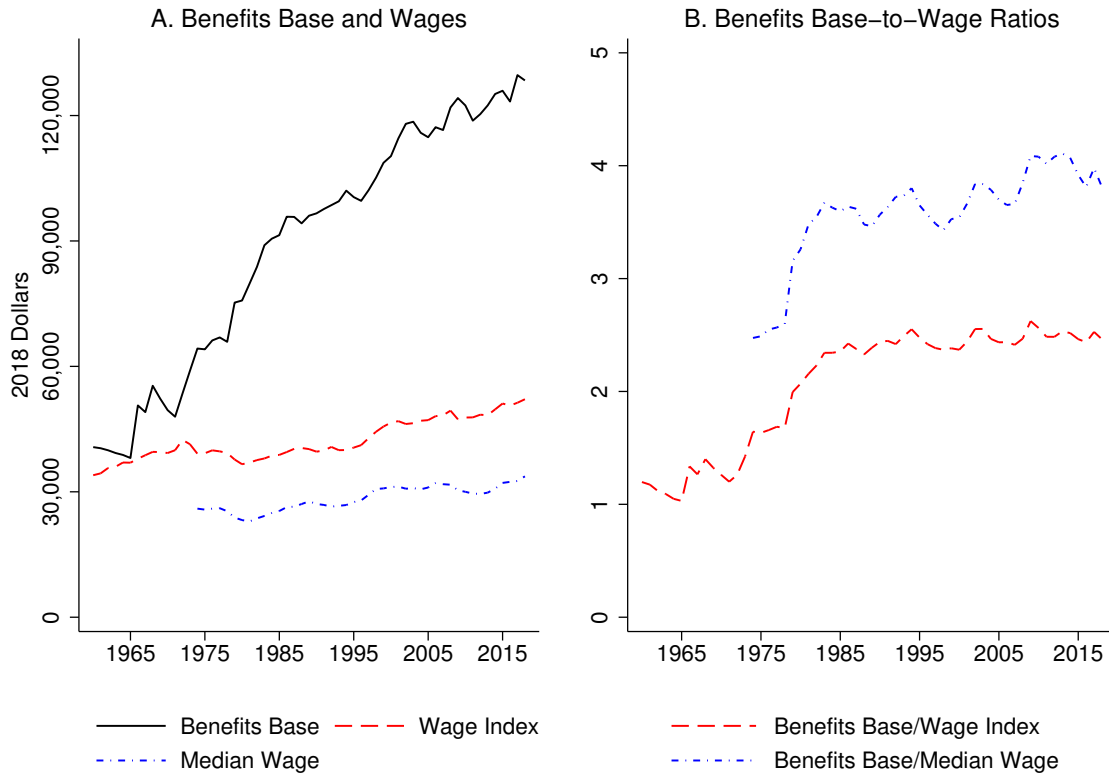 A. Benefits Base and Wages
2018 Dollars
120,000
90,000
60,000
30,000
0
1965 1975 1985 1995 2005 2015
Benefits Base Wage Index
Median Wage
B. Benefits Base−to−Wage Ratios
5
4
3
2
1
0
1965 1975 1985 1995 2005 2015
Benefits Base/Wage Index
Benefits Base/Median Wage